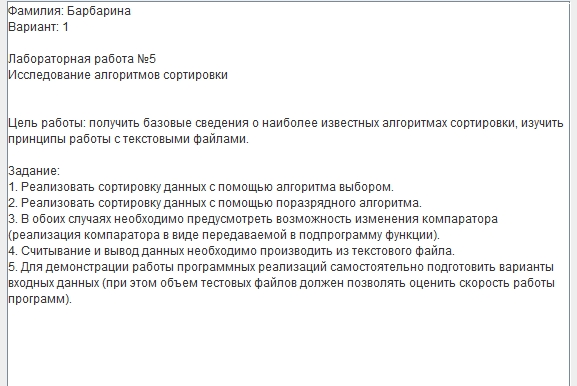 Фамилия: Барбарина
Вариант: 1
Лабораторная работа №5
Исследование алгоритмов сортировки
Цель работы: получить базовые сведения о наиболее известных алгоритмах сортировки, изучить
принципы работы с текстовыми файлами.
Задание:
1. Реализовать сортировку данных с помощью алгоритма выбором.
2. Реализовать сортировку данных с помощью поразрядного алгоритма.
3. В обоих случаях необходимо предусмотреть возможность изменения компаратора
(реализация компаратора в виде передаваемой в подпрограмму функции).
4. Считывание и вывод данных необходимо производить из текстового файла.
5. Для демонстрации работы программных реализаций самостоятельно подготовить варианты
входных данных (при этом объем тестовых файлов должен позволять оценить скорость работы
программ).